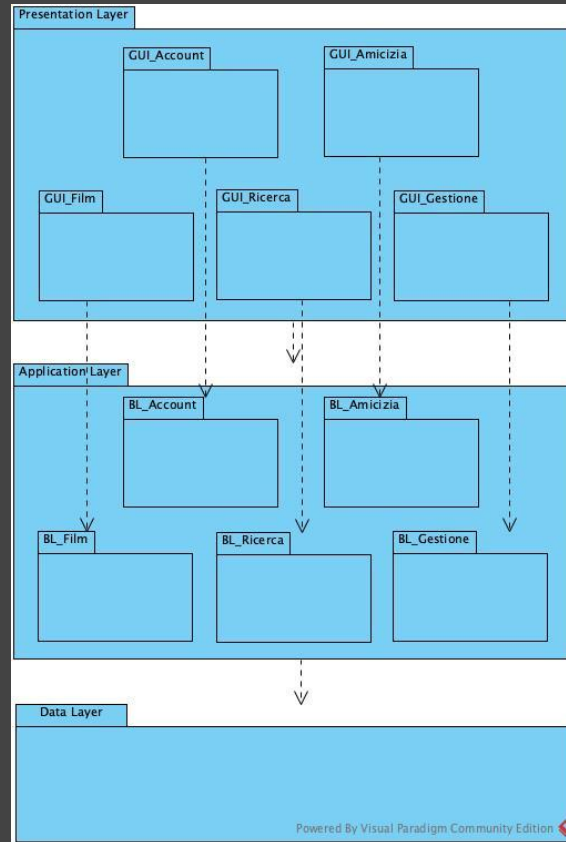 Presentation Layer
GUI_Account
GUI_Amicizia
GUI_Film
GUI_Ricerca
GUI_Gestione
Application Layer
BL_Account
BL_Amicizia
BL_Film
BL_Ricerca
BL_Gestione
Data Layer
Powered By Visual Paradigm Community Edition